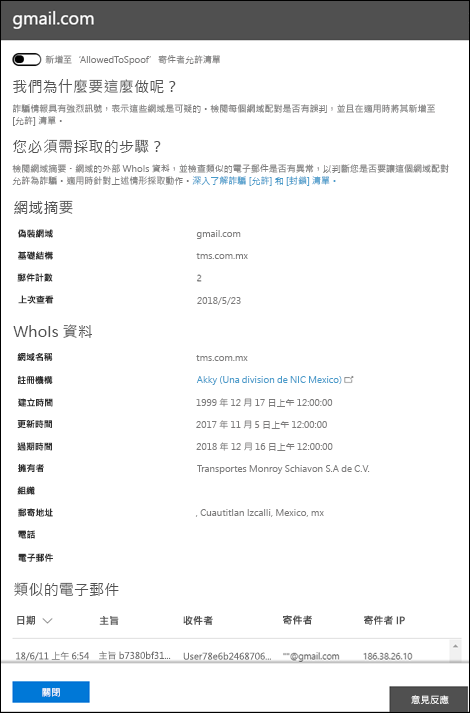 gmail.com
新增至 'AllowedToSpoof' 寄件者允許清單
我們為什麼要這麼做呢？
詐騙情報具有強烈訊號，表示這些網域是可疑的。檢閱每個網域配對是否有誤判，並且在適用時將其新增至
[允許] 清單。
您必須採取的步驟？
檢閱網域摘要、網域的外部 WhoIs 資料，並檢查類似的電子郵件是否有異常，以判斷您是否要讓這個網域配對
允許為詐騙。適用時針對上述情形採取動作。深入了解詐騙 [允許] 和 [封鎖] 清單。
網域摘要
偽裝網域 gmail.com
基礎結構 tms.com.mx
郵件計數 2
上次查看 2018/5/23
WhoIs 資料
網域名稱 tms.com.mx
註冊機構 Akky (Una division de NIC Mexico)
建立時間 1999 年 12 月 17 日上午 12:00:00
更新時間 2017 年 11 月 5 日上午 12:00:00
過期時間 2018 年 12 月 16 日上午 12:00:00
擁有者 Transportes Monroy Schiavon S.A de C.V.
組織
郵寄地址 , Cuautitlan Izcalli, Mexico, mx
電話
電子郵件
類似的電子郵件
日期 主旨 收件者 寄件者 寄件者 IP
18/6/11 上午 6:54 主旨 b7380bf31... User78e6b2468706... **@gmail.com 186.38.26.10
關閉
意見反應